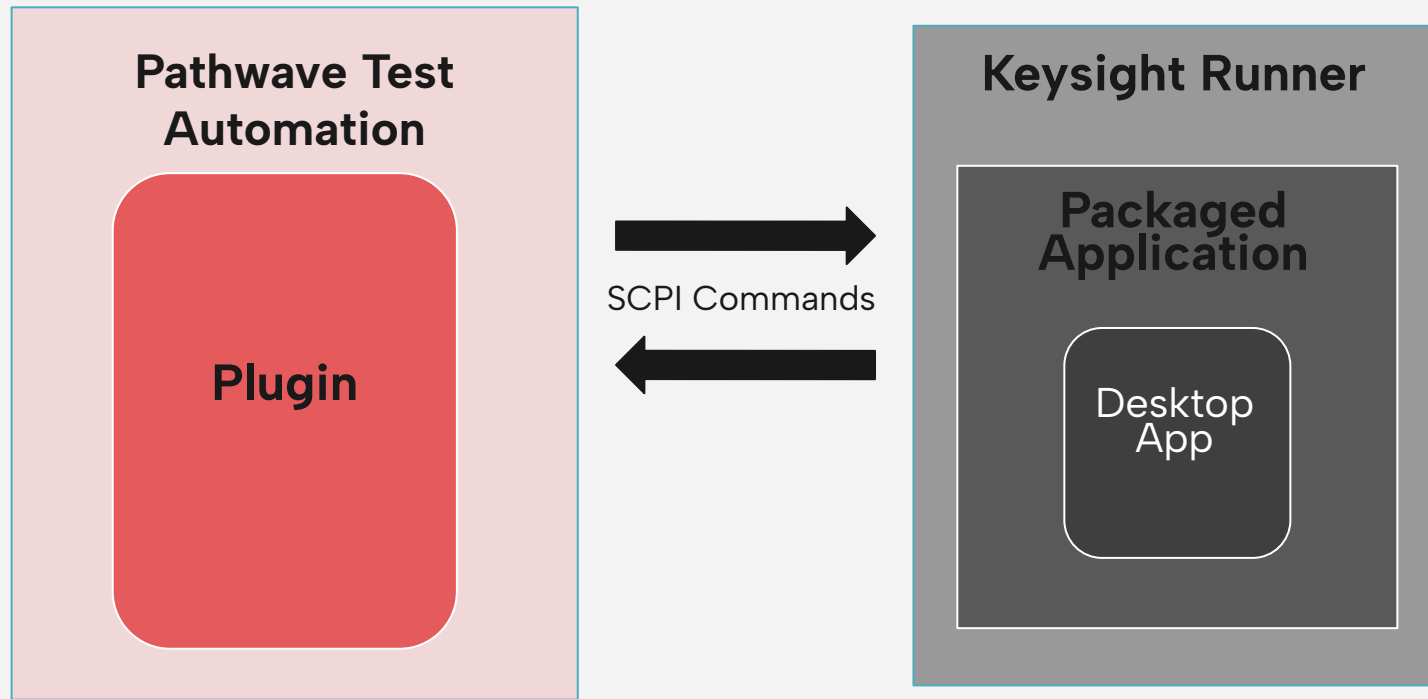 Pathwave Test
Automation
Plugin
SCPI Commands
Keysight Runner
Packaged
Application
Desktop
App